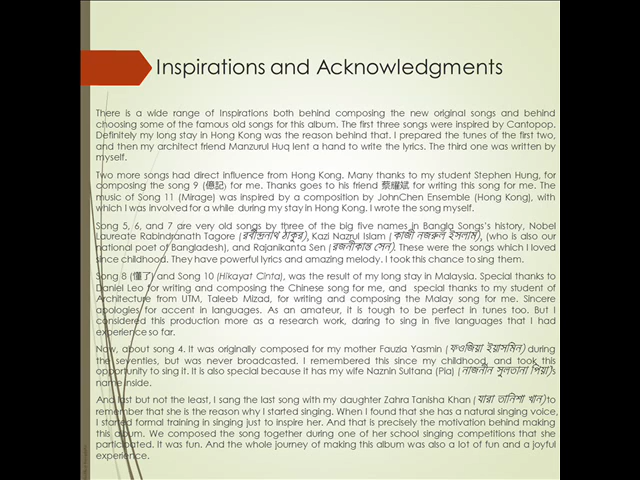 Inspirations and Acknowledgments
There is a wide range of Inspirations both behind composing the new original songs and behind
choosing some of the famous old songs for this album. The first three songs were inspired by Cantopop.
Definitely my long stay in Hong Kong was the reason behind that. I prepared the tunes of the first two,
and then my architect friend Manzurul Huq lent a hand to write the lyrics. The third one was written by
myself.
Two more songs had direct influence from Hong Kong. Many thanks to my student Stephen Hung, for
composing the song 9 (憶記) for me. Thanks goes to his friend 蔡耀斌 for writing this song for me. The
music of Song 11 (Mirage) was inspired by a composition by JohnChen Ensemble (Hong Kong), with
which I was involved for a while during my stay in Hong Kong. I wrote the song myself.
Song 5, 6, and 7 are very old songs by three of the big five names in Bangla Songs's history, Nobel
Laureate Rabindranath Tagore (রবীন্দ্রনাথ ঠাকুর), Kazi Nazrul Islam (কাজী নজরুল ইসলাম), (who is also our
national poet of Bangladesh), and Rajanikanta Sen (রজনীকান্ত সেন). These were the songs which I loved
since childhood. They have powerful lyrics and amazing melody. I took this chance to sing them.
Song 8 (懂了) and Song 10 (Hikayat Cinta), was the result of my long stay in Malaysia. Special thanks to
Daniel Leo for writing and composing the Chinese song for me, and special thanks to my student of
Architecture from UTM, Taleeb Mizad, for writing and composing the Malay song for me. Sincere
apologies for accent in languages. As an amateur, it is tough to be perfect in tunes too. But I
considered this production more as a research work, daring to sing in five languages that I had
experience so far.
Now, about song 4. It was originally composed for my mother Fauzia Yasmin (ফওজিয়া ইয়াসমিন) during
the seventies, but was never broadcasted. I remembered this since my childhood, and took this
opportunity to sing it. It is also special because it has my wife Naznin Sultana (Pia) (নাজনীন সুলতানা পিয়া)'s
name inside.
And last but not the least, I sang the last song with my daughter Zahra Tanisha Khan (যারা তানিশা খান) to
remember that she is the reason why I started singing. When I found that she has a natural singing voice,
I started formal training in singing just to inspire her. And that is precisely the motivation behind making
this album. We composed the song together during one of her school singing competitions that she
participated. It was fun. And the whole journey of making this album was also a lot of fun and a joyful
experience.